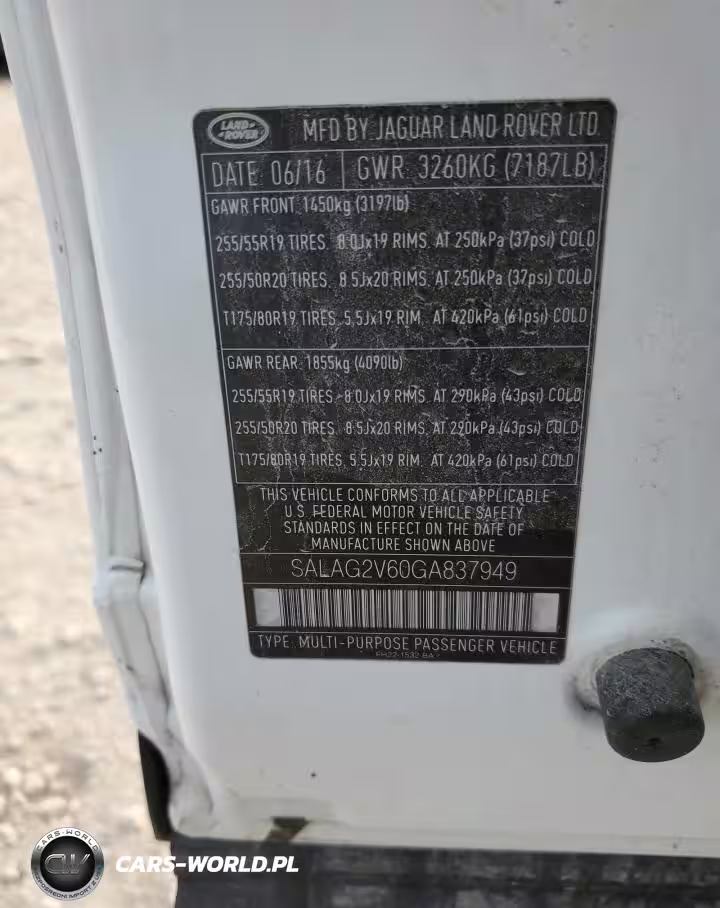 LAND ROVER
MFD BY JAGUAR LAND ROVER LTD.
DATE 06/16 GWR 3260KG (7187LB)
GAWR FRONT 1450kg (3197lb)
255/55R19 TIRES, 8.0Jx19 RIMS, AT 250kPa (37psi) COLD
255/50R20 TIRES, 8.5Jx20 RIMS, AT 250kPa (37psi) COLD
T175/80R19 TIRES, 5.5Jx19 RIM, AT 420kPa (61psi) COLD
GAWR REAR 1855kg (4090lb)
255/55R19 TIRES, 8.0Jx19 RIMS, AT 290kPa (43psi) COLD
255/50R20 TIRES, 8.5Jx20 RIMS, AT 290kPa (43psi) COLD
T175/80R19 TIRES, 5.5Jx19 RIM, AT 420kPa (61psi) COLD
THIS VEHICLE CONFORMS TO ALL APPLICABLE
U.S. FEDERAL MOTOR VEHICLE SAFETY
STANDARDS IN EFFECT ON THE DATE OF
MANUFACTURE SHOWN ABOVE
SALAG2V60GA837949
TYPE: MULTI-PURPOSE PASSENGER VEHICLE
CARS-WORLD
CW
CARS-WORLD.PL